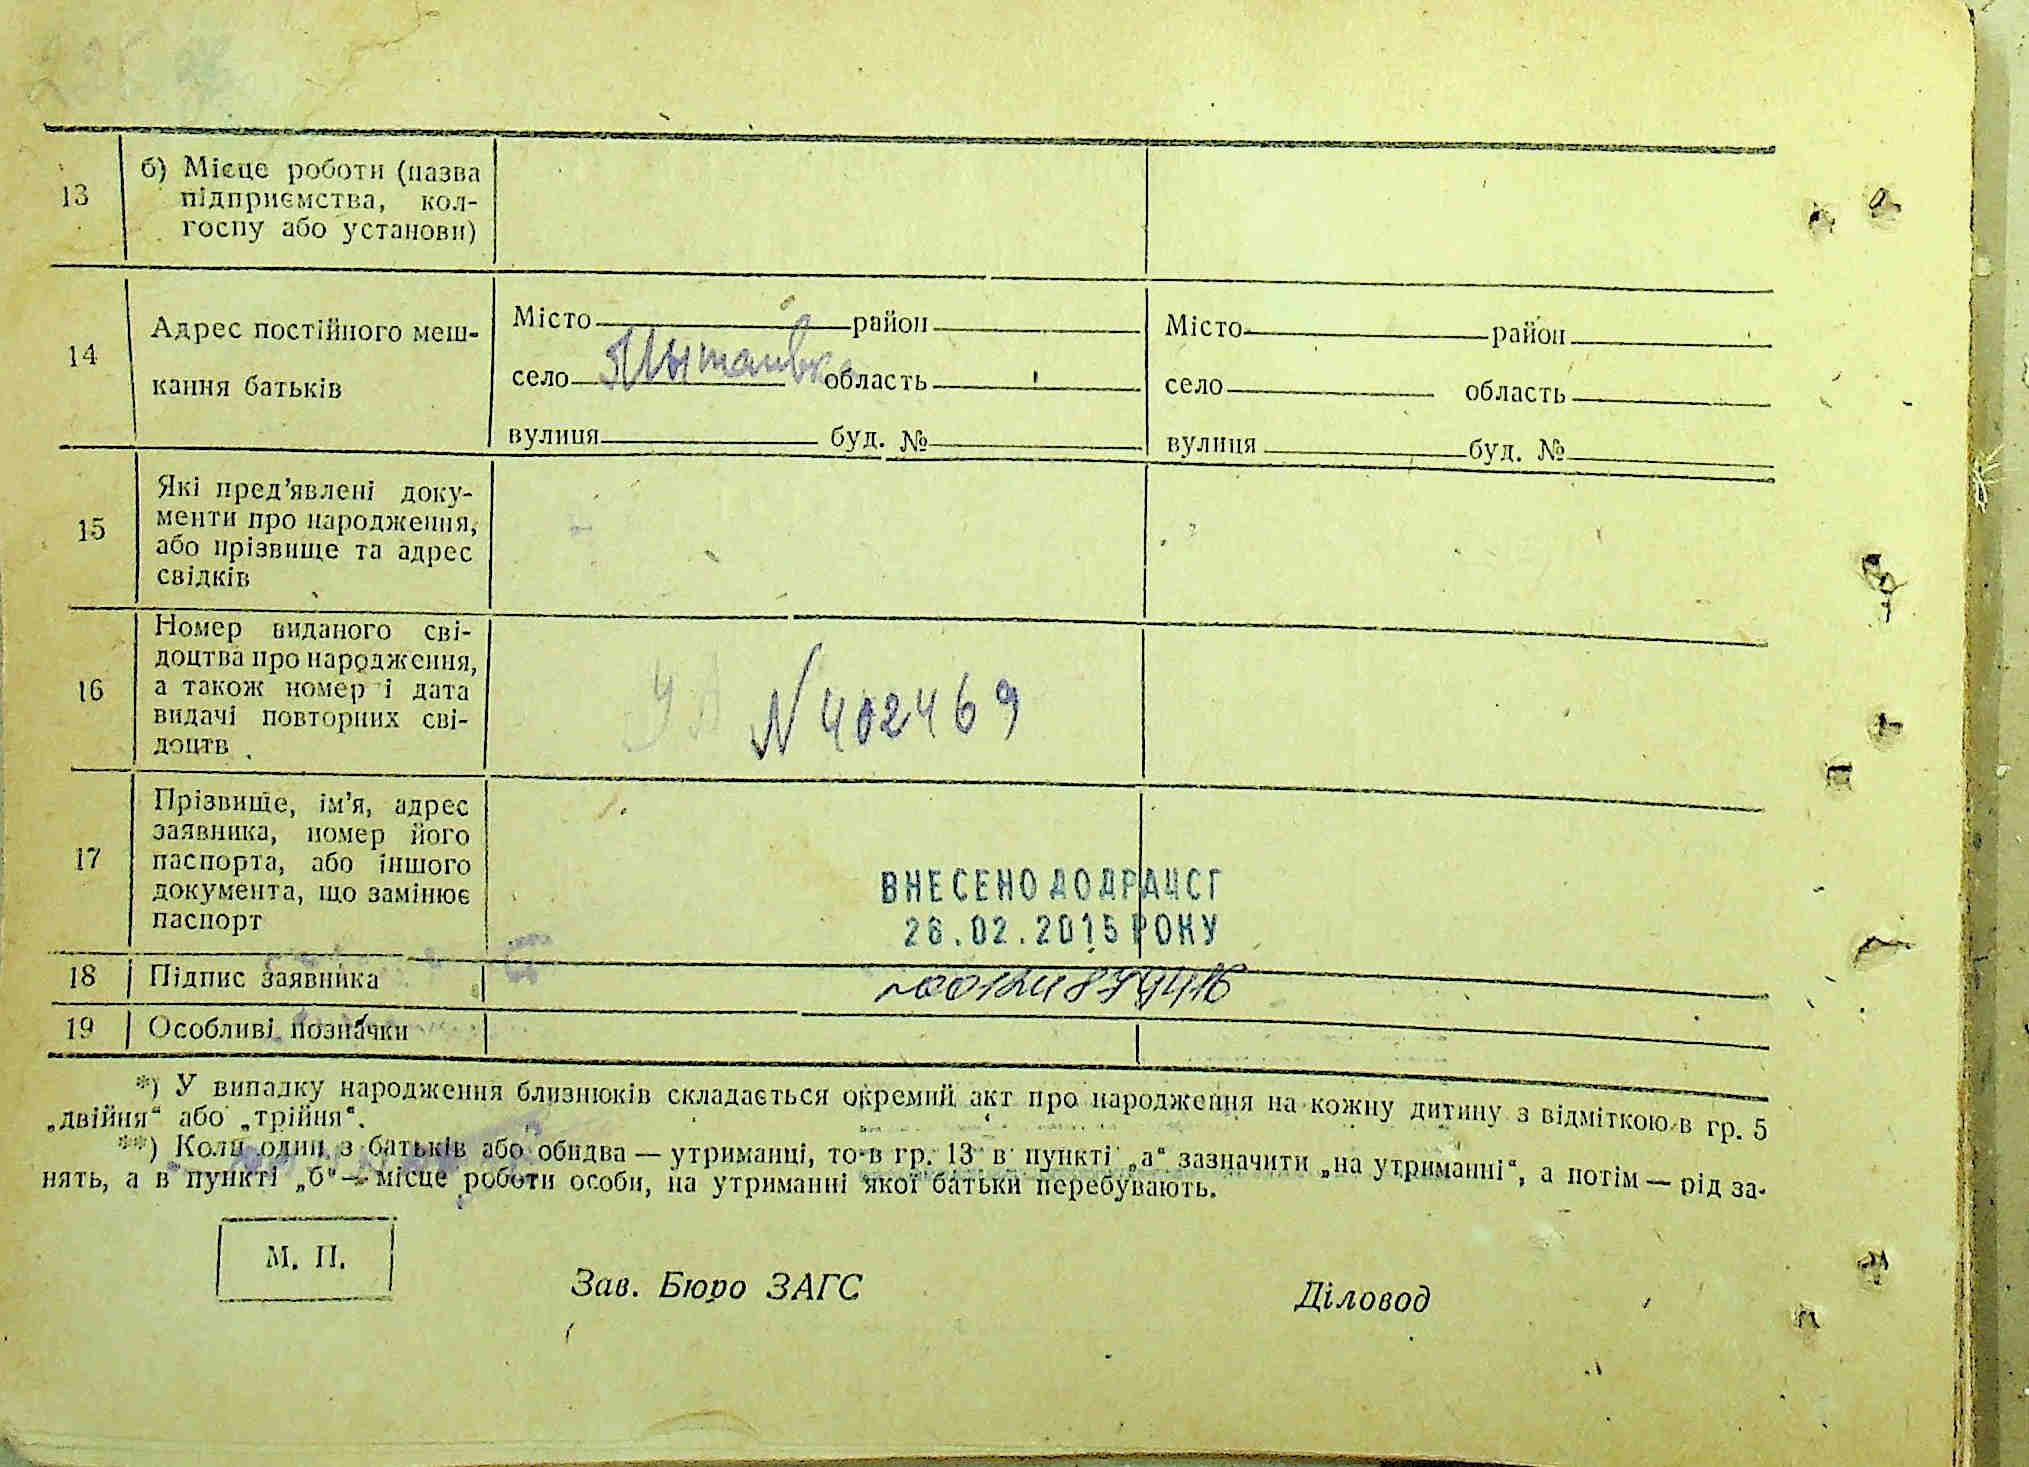 13
б) Місце роботи (назва
підприємства, кол-
госпу або установи)
14
Адрес постійного меш-
кання батьків
Місто район
село область
вулиця буд. №
Місто район
село область
вулиця буд. №
15
Які пред'явлені доку-
менти про народження,
або прізвище та адрес
свідків
16
Номер виданого сві-
доцтва про народження,
а також номер і дата
видачі повторних сві-
доцтв
УА N 402469
17
Прізвище, ім'я, адрес
заявника, номер його
паспорта, або іншого
документа, що замінює
паспорт
ВНЕСЕНО ДО ДРАЦСГ
26.02.2015 РОКУ
18 Підпис заявника
19 Особливі позначки
*) У випадку народження близнюків складається окремий акт про народження на кожну дитину з відміткою в гр. 5
„двійня“ або „трійня“.
**) Коли один з батьків або обидва — утриманці, то в гр. 13 в пункті „а“ зазначити „на утриманні“, а потім — рід за-
нять, а в пункті „б“ — місце роботи особи, на утриманні якої батьки перебувають.
М. П.
Зав. Бюро ЗАГС
Діловод